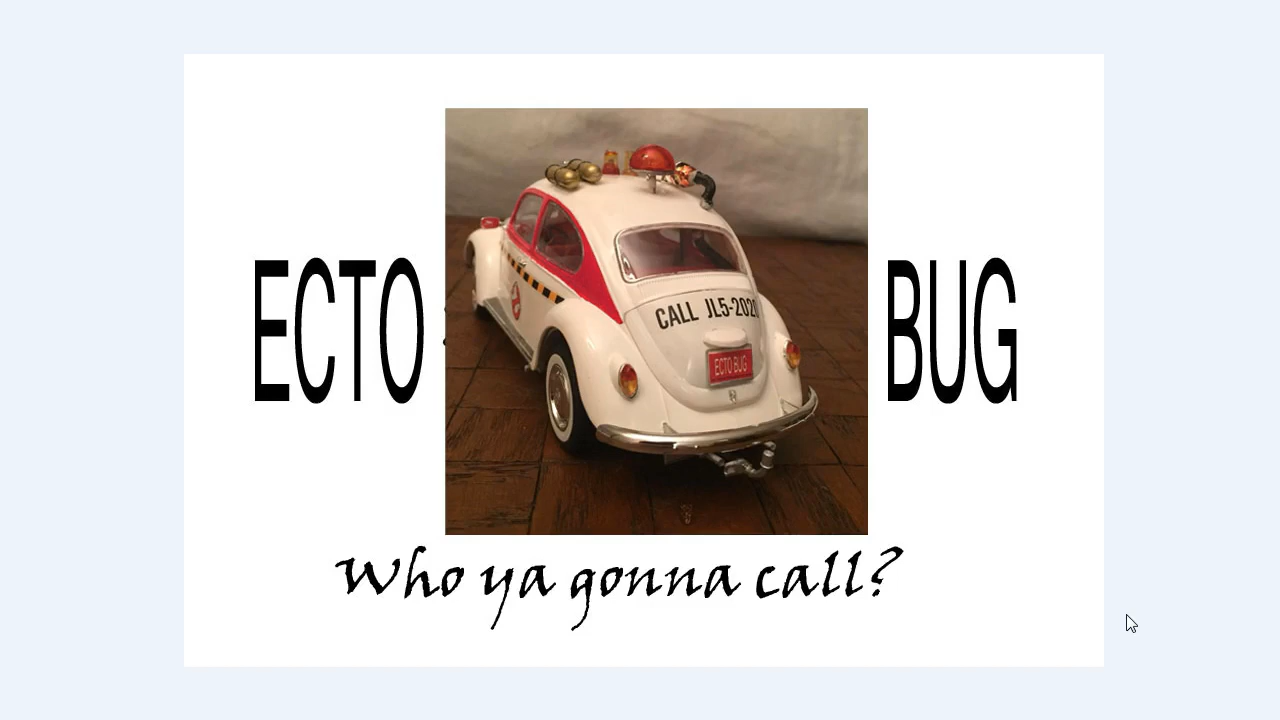 ECTO
CALL JL5-2020
ECTO BUG
BUG
Who ya gonna call?